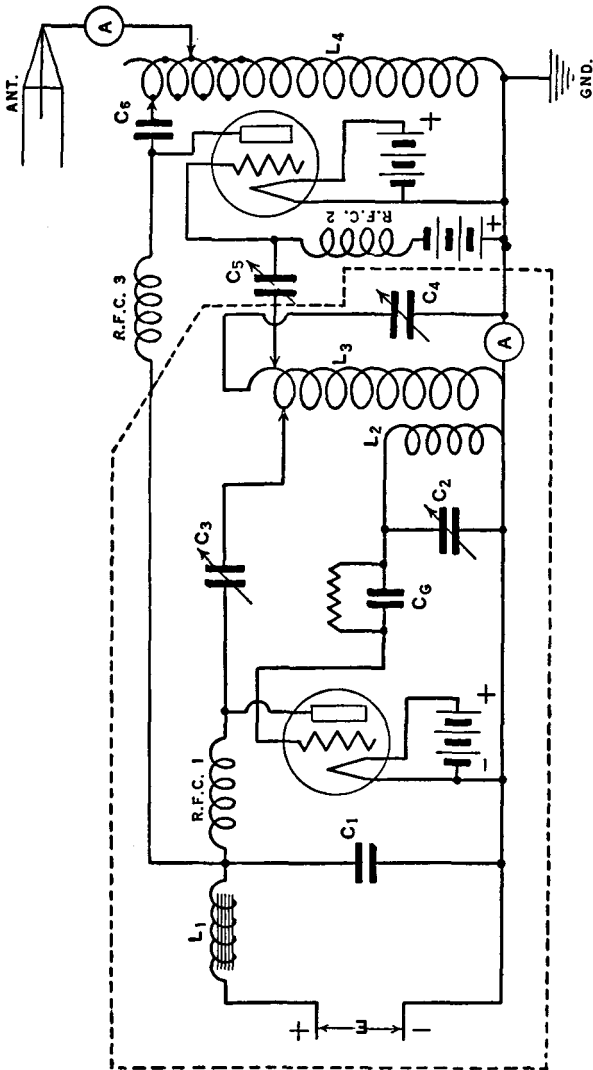 ANT.
A
L4
C6
GND.
+
R.F.C. 2
+
R.F.C. 3
C5
C4
A
L3
L2
C3
C2
CG
R.F.C. 1
+
-
C1
L1
+
E
-